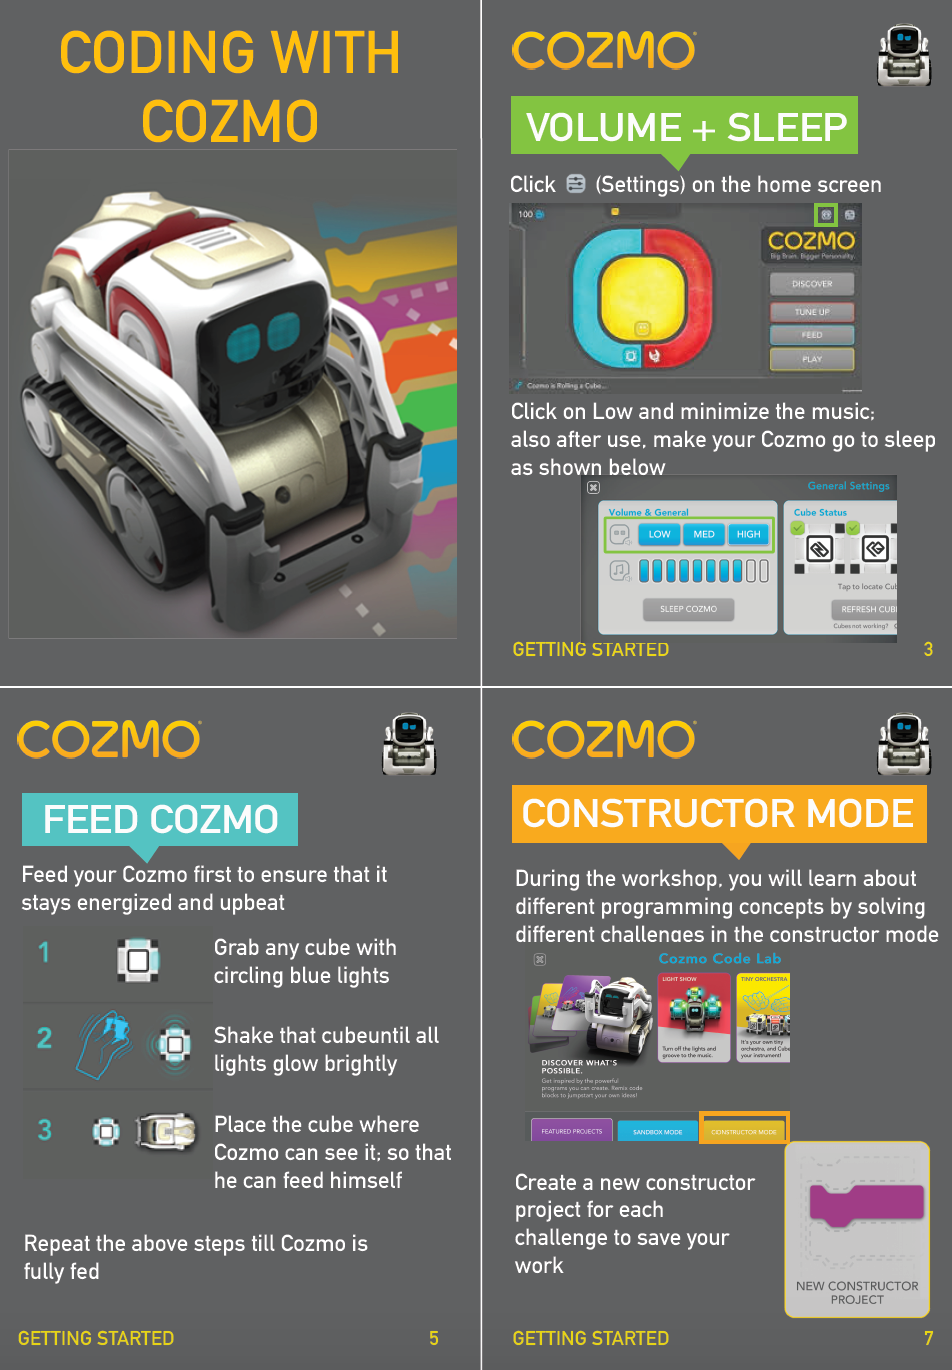 CODING WITH
COZMO
COZMO
VOLUME + SLEEP
Click (Settings) on the home screen
100
COZMO
Big Brain. Bigger Personality.
DISCOVER
TUNE UP
FEED
PLAY
Cozmo is Rolling a Cube...
Click on Low and minimize the music;
also after use, make your Cozmo go to sleep
as shown below
General Settings
Volume & General
Cube Status
LOW MED HIGH
Tap to locate Cub
SLEEP COZMO
REFRESH CUBE
Cubes not working?
GETTING STARTED 3
COZMO
FEED COZMO
Feed your Cozmo first to ensure that it
stays energized and upbeat
1
Grab any cube with
circling blue lights
2
Shake that cubeuntil all
lights glow brightly
3
Place the cube where
Cozmo can see it; so that
he can feed himself
Repeat the above steps till Cozmo is
fully fed
GETTING STARTED 5
COZMO
CONSTRUCTOR MODE
During the workshop, you will learn about
different programming concepts by solving
different challenges in the constructor mode
Cozmo Code Lab
LIGHT SHOW
TINY ORCHESTRA
Turn off the lights and
groove to the music.
It's your own tiny
orchestra, and Cube
your instrument!
DISCOVER WHAT'S
POSSIBLE.
Get inspired by the powerful
programs you can create. Remix code
blocks to jumpstart your own ideas!
FEATURED PROJECTS
SANDBOX MODE
CONSTRUCTOR MODE
Create a new constructor
project for each
challenge to save your
work
NEW CONSTRUCTOR
PROJECT
GETTING STARTED 7